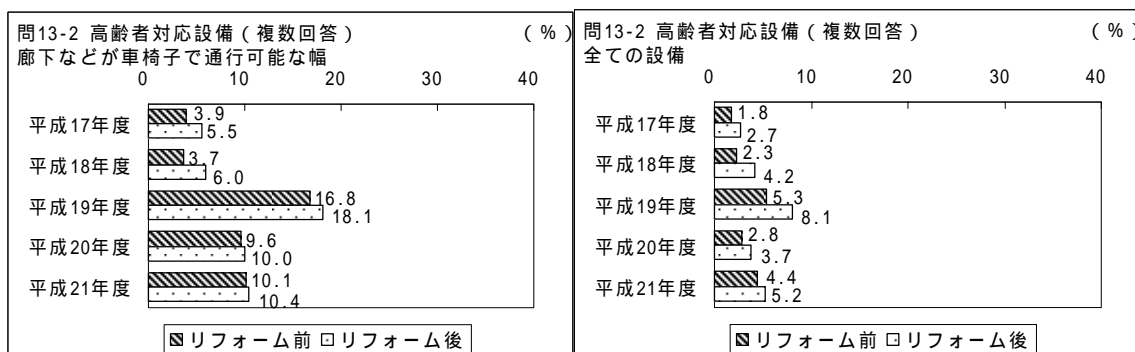 問13-2 高齢者対応設備(複数回答) (%)
廊下などが車椅子で通行可能な幅
0 10 20 30 40
平成17年度 3.9
5.5
平成18年度 3.7
6.0
平成19年度 16.8
18.1
平成20年度 9.6
10.0
平成21年度 10.1
10.4
リフォーム前 リフォーム後
問13-2 高齢者対応設備(複数回答) (%)
全ての設備
0 10 20 30 40
平成17年度 1.8
2.7
平成18年度 2.3
4.2
平成19年度 5.3
8.1
平成20年度 2.8
3.7
平成21年度 4.4
5.2
リフォーム前 リフォーム後